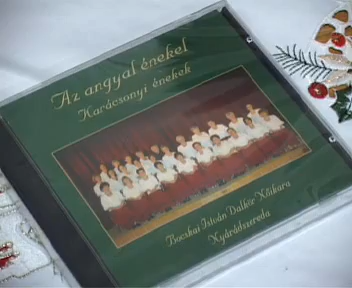 Az angyal énekel
Karácsonyi énekek
Bocskai István Dalkör Nőikara
Nyárádszereda